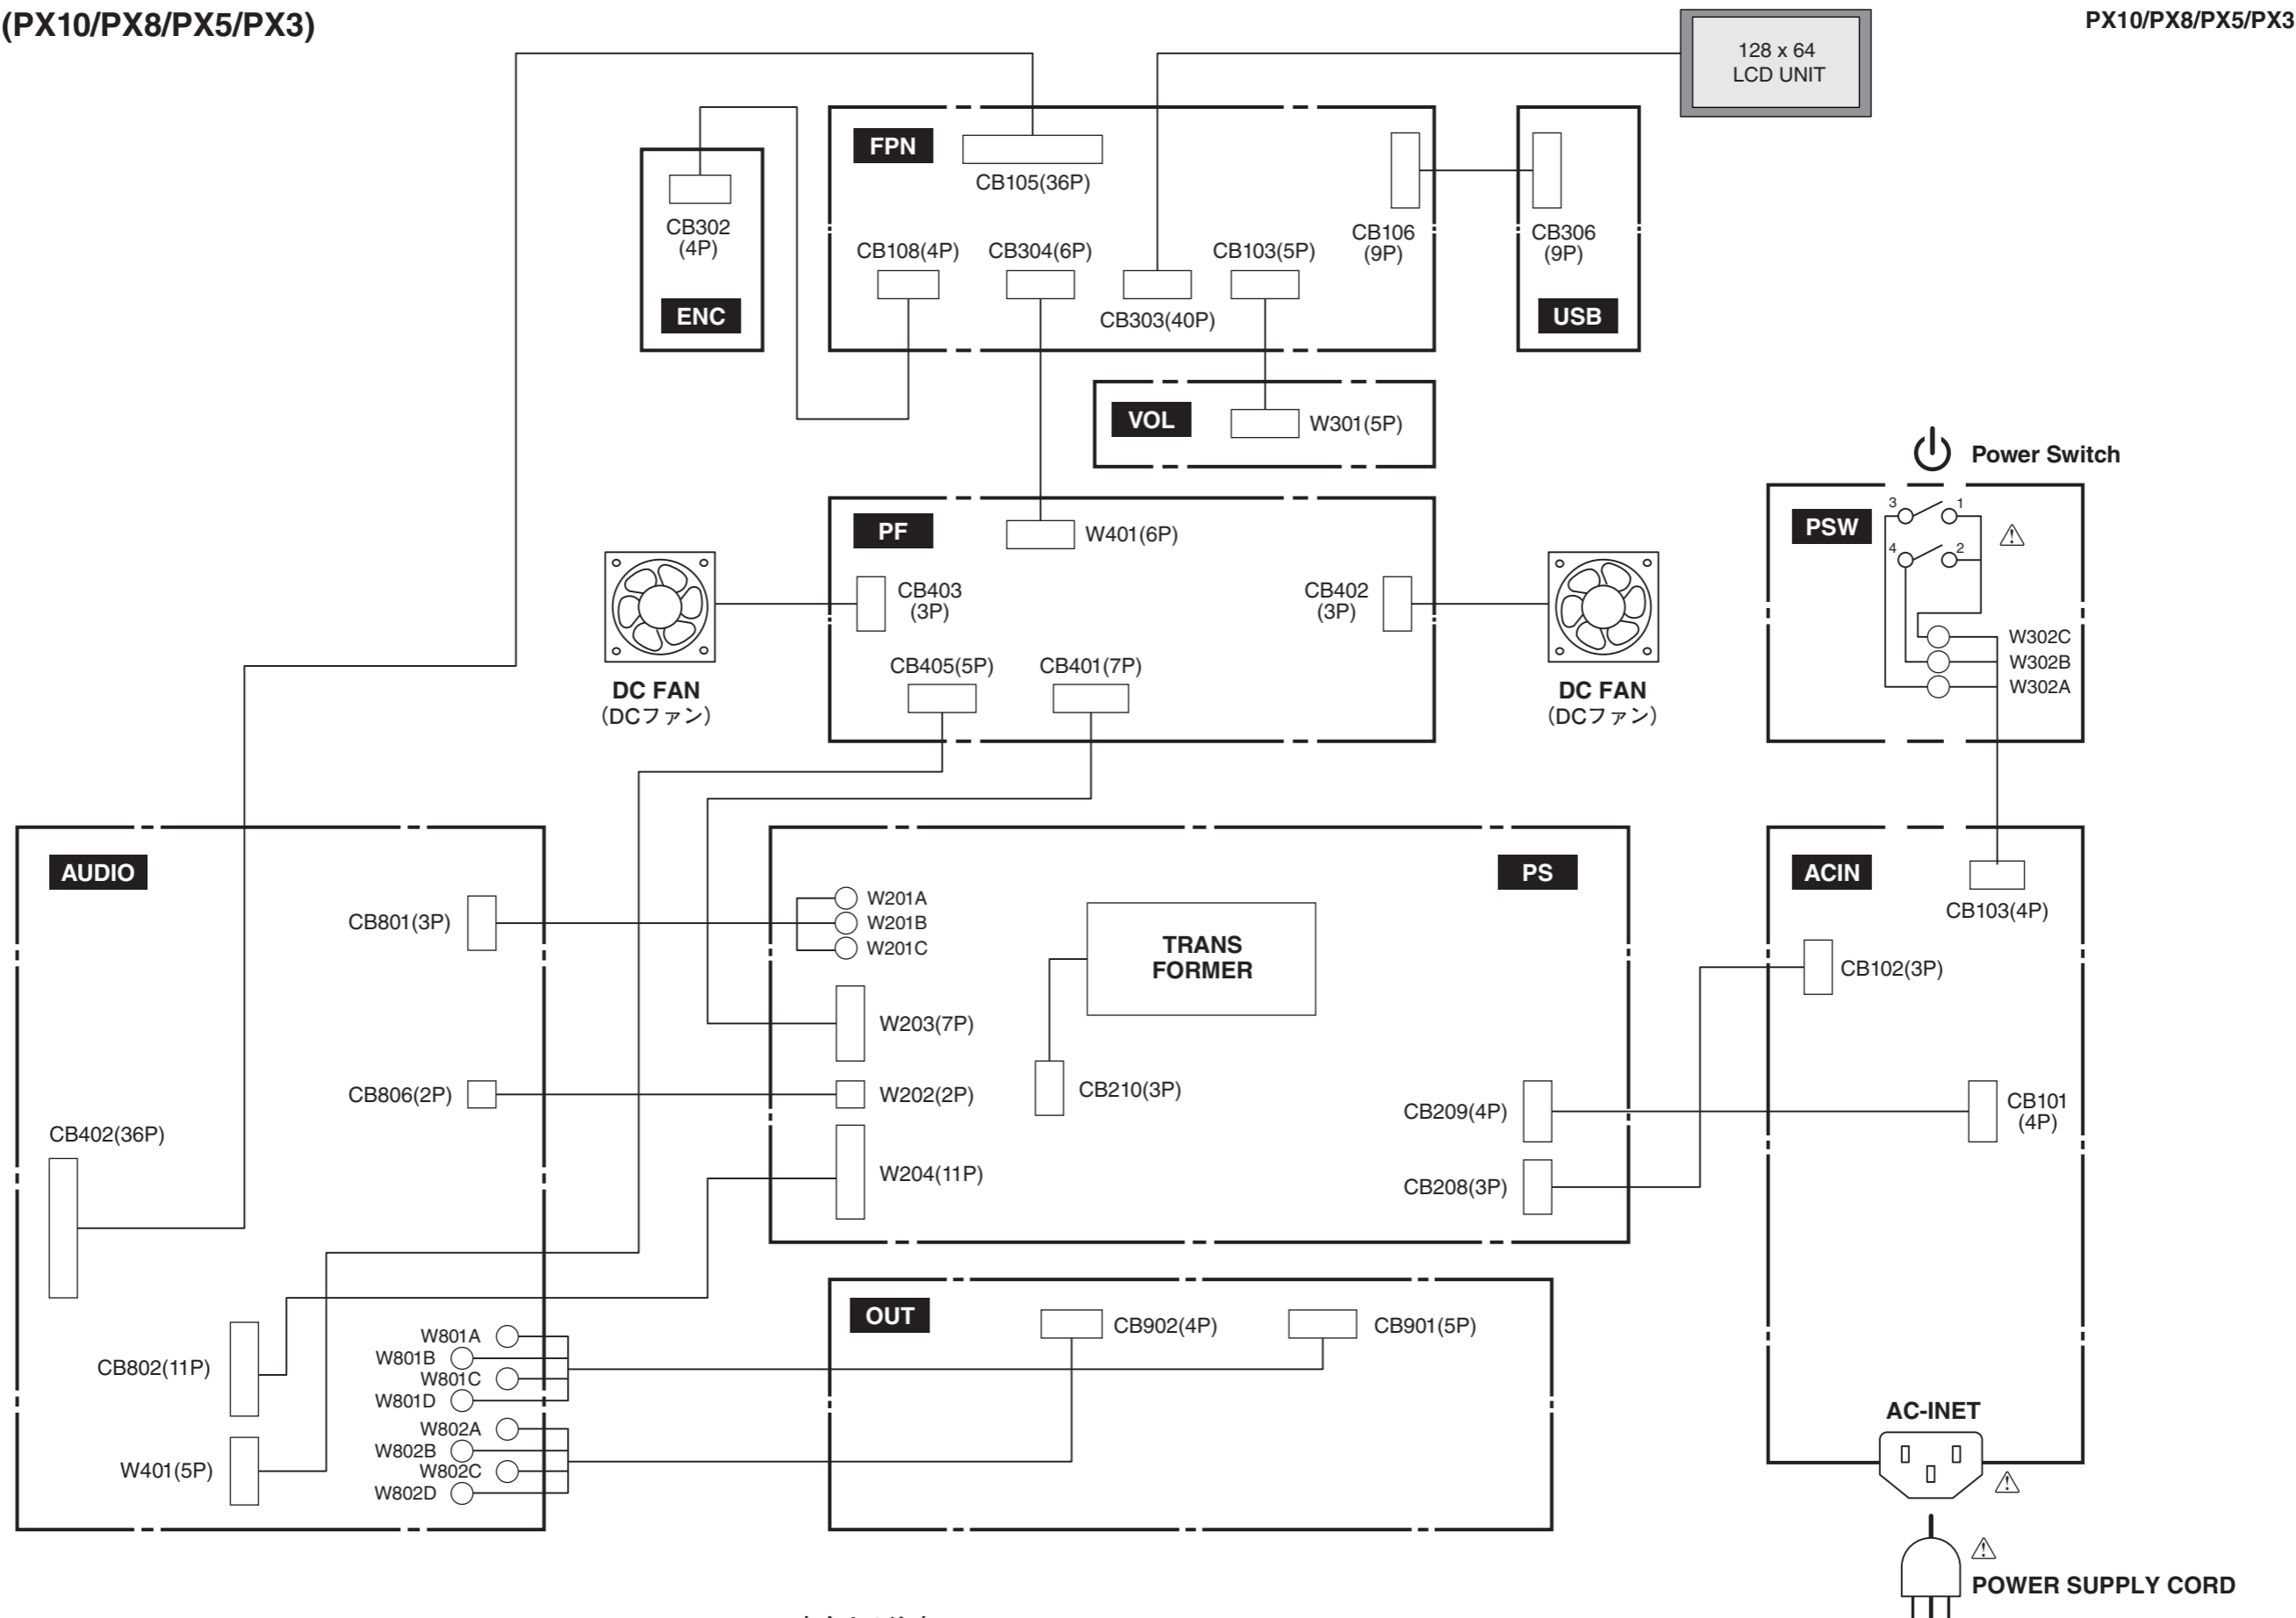 (PX10/PX8/PX5/PX3)
PX10/PX8/PX5/PX3
128 x 64
LCD UNIT
FPN
CB105(36P)
CB302
(4P)
ENC
CB108(4P)
CB304(6P)
CB303(40P)
CB103(5P)
CB106
(9P)
CB306
(9P)
USB
VOL
W301(5P)
Power Switch
PSW
3
1
4
2
W302C
W302B
W302A
PF
W401(6P)
CB403
(3P)
CB402
(3P)
CB405(5P)
CB401(7P)
DC FAN
(DCファン)
DC FAN
(DCファン)
AUDIO
CB801(3P)
CB806(2P)
CB402(36P)
CB802(11P)
W401(5P)
W801A
W801B
W801C
W801D
W802A
W802B
W802C
W802D
PS
W201A
W201B
W201C
TRANS
FORMER
W203(7P)
W202(2P)
CB210(3P)
W204(11P)
CB209(4P)
CB208(3P)
ACIN
CB103(4P)
CB102(3P)
CB101
(4P)
OUT
CB902(4P)
CB901(5P)
AC-INET
POWER SUPPLY CORD